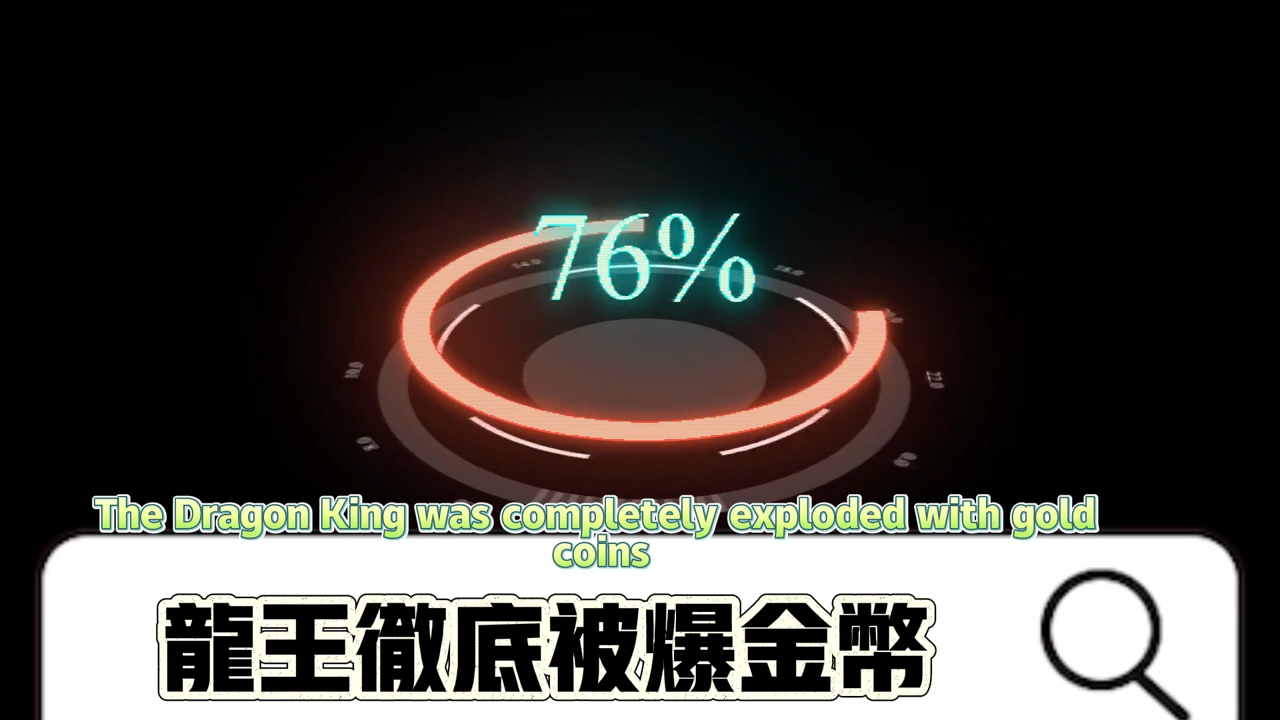 76%
The Dragon King was completely exploded with gold
coins
龍王徹底被爆金幣